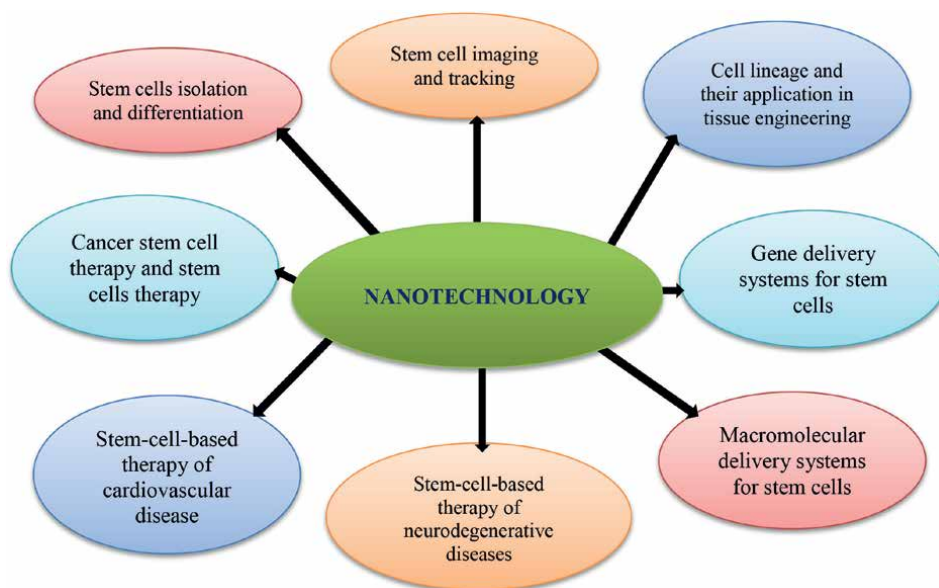 Stem cell imaging
and tracking
Stem cells isolation
and differentiation
Cell lineage and
their application in
tissue engineering
Cancer stem cell
therapy and stem
cells therapy
NANOTECHNOLOGY
Gene delivery
systems for stem
cells
Stem-cell-based
therapy of
cardiovascular
disease
Stem-cell-based
therapy of
neurodegenerative
diseases
Macromolecular
delivery systems
for stem cells